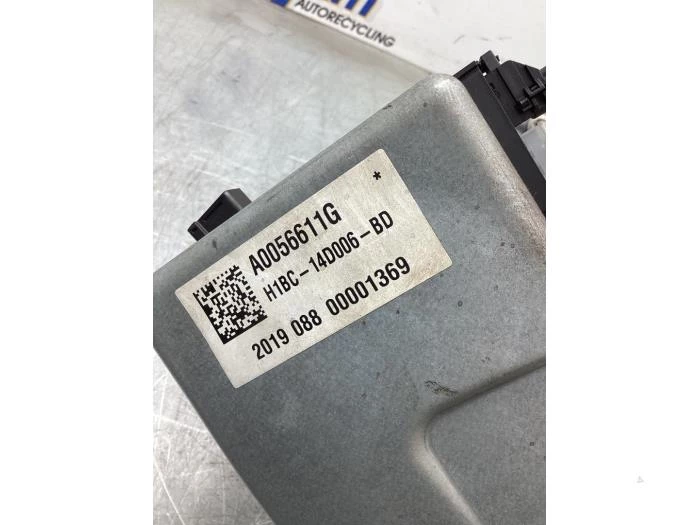 AUTORECYCLING
*
A0056611G
H1BC-14D006-BD
2019 088 00001369